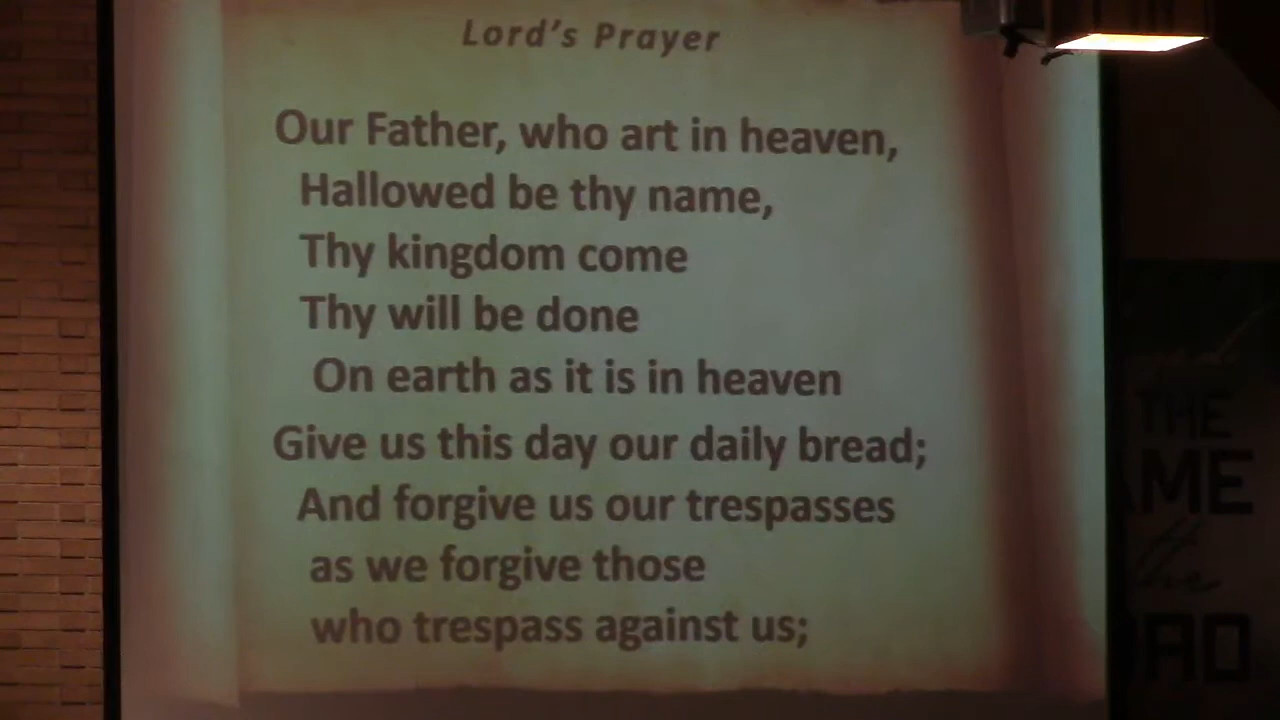 Lord's Prayer
Our Father, who art in heaven,
Hallowed be thy name,
Thy kingdom come
Thy will be done
On earth as it is in heaven
Give us this day our daily bread;
And forgive us our trespasses
as we forgive those
who trespass against us;
THE
the